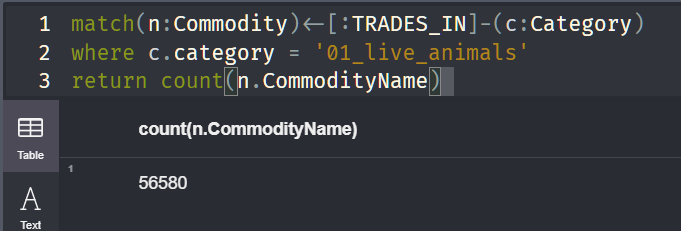 1 match(n:Commodity)<-[:TRADES_IN]-(c:Category)
2 where c.category = '01_live_animals'
3 return count(n.CommodityName)
Table
count(n.CommodityName)
1
56580
A
Text